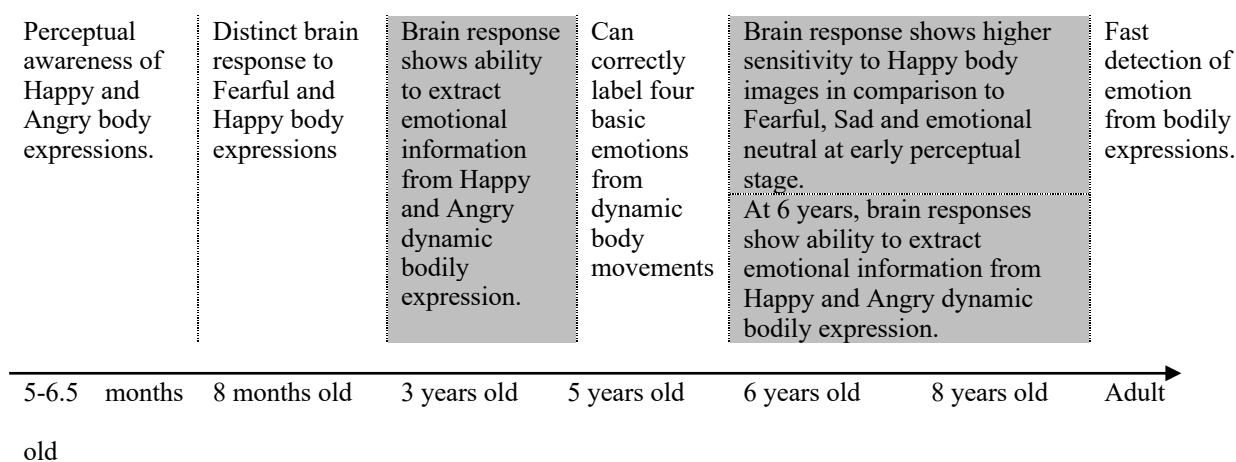 Perceptual
awareness of
Happy and
Angry body
expressions.
Distinct brain
response to
Fearful and
Happy body
expressions
Brain response
shows ability
to extract
emotional
information
from Happy
and Angry
dynamic
bodily
expression.
Can
correctly
label four
basic
emotions
from
dynamic
body
movements
Brain response shows higher
sensitivity to Happy body
images in comparison to
Fearful, Sad and emotional
neutral at early perceptual
stage.
At 6 years, brain responses
show ability to extract
emotional information from
Happy and Angry dynamic
bodily expression.
Fast
detection of
emotion
from bodily
expressions.
5-6.5 months
old
8 months old
3 years old
5 years old
6 years old
8 years old
Adult